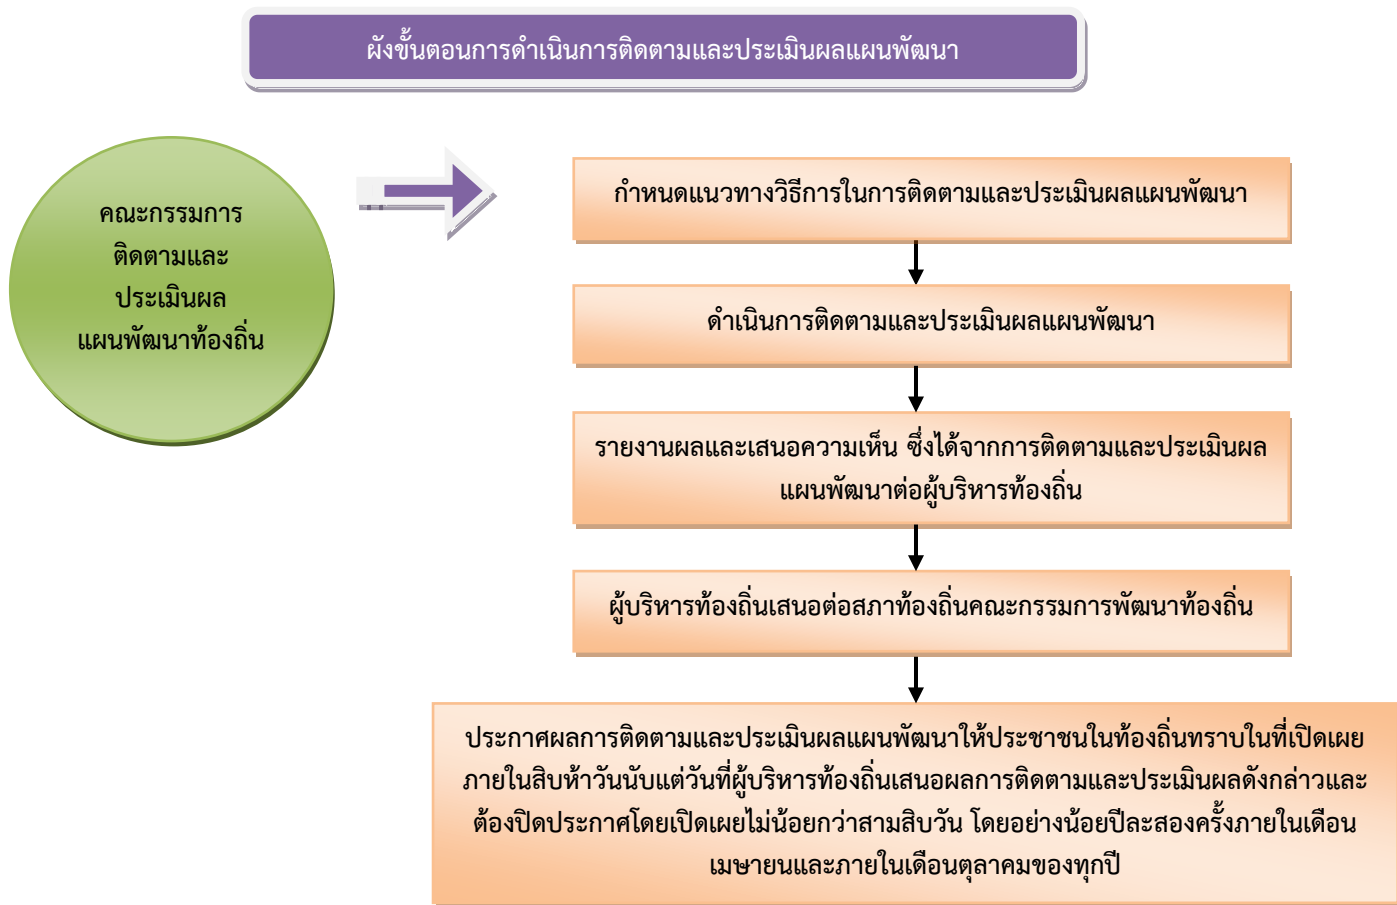 ผังขั้นตอนการดำเนินการติดตามและประเมินผลแผนพัฒนา
คณะกรรมการ
ติดตามและ
ประเมินผล
แผนพัฒนาท้องถิ่น
กำหนดแนวทางวิธีการในการติดตามและประเมินผลแผนพัฒนา
ดำเนินการติดตามและประเมินผลแผนพัฒนา
รายงานผลและเสนอความเห็น ซึ่งได้จากการติดตามและประเมินผล
แผนพัฒนาต่อผู้บริหารท้องถิ่น
ผู้บริหารท้องถิ่นเสนอต่อสภาท้องถิ่นคณะกรรมการพัฒนาท้องถิ่น
ประกาศผลการติดตามและประเมินผลแผนพัฒนาให้ประชาชนในท้องถิ่นทราบในที่เปิดเผย
ภายในสิบห้าวันนับแต่วันที่ผู้บริหารท้องถิ่นเสนอผลการติดตามและประเมินผลดังกล่าวและ
ต้องปิดประกาศโดยเปิดเผยไม่น้อยกว่าสามสิบวัน โดยอย่างน้อยปีละสองครั้งภายในเดือน
เมษายนและภายในเดือนตุลาคมของทุกปี